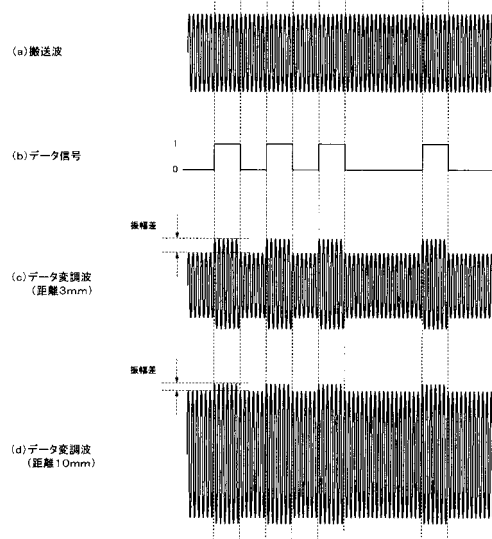 (a)搬送波
(b)データ信号
1
0
振幅差
(c)データ変調波
(距離3mm)
振幅差
(d)データ変調波
(距離10mm)